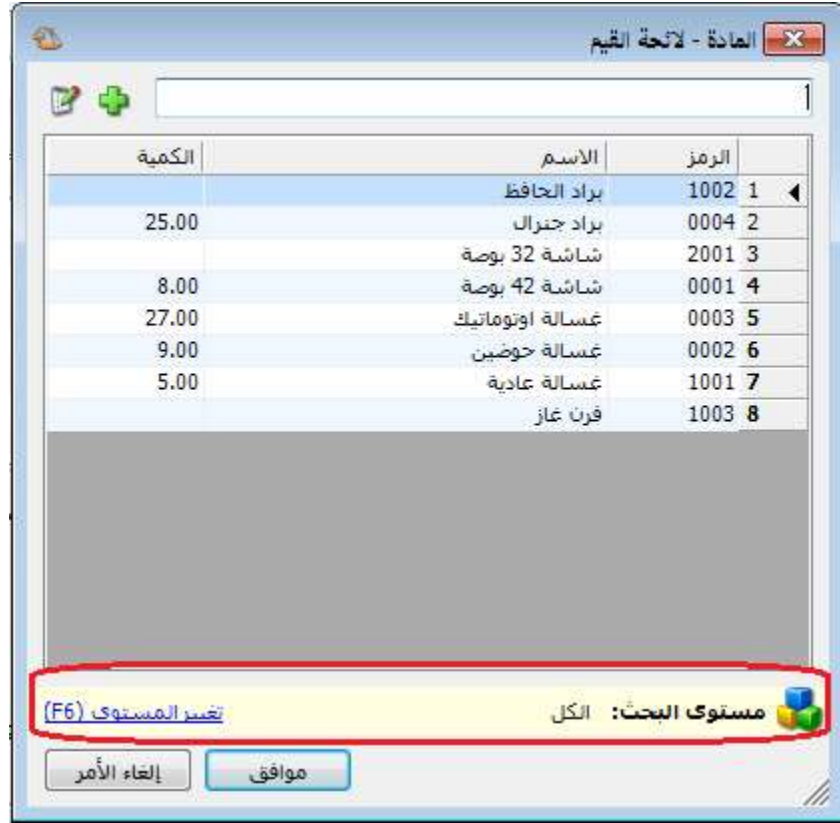 المادة - لائحة القيم
1
الرمز الاسم الكمية
1 1002 براد الحافظ
2 0004 براد جنرال 25.00
3 2001 شاشة 32 بوصة
4 0001 شاشة 42 بوصة 8.00
5 0003 غسالة اوتوماتيك 27.00
6 0002 غسالة حوضين 9.00
7 1001 غسالة عادية 5.00
8 1003 فرن غاز
مستوى البحث: الكل تغيير المستوى (F6)
موافق إلغاء الأمر